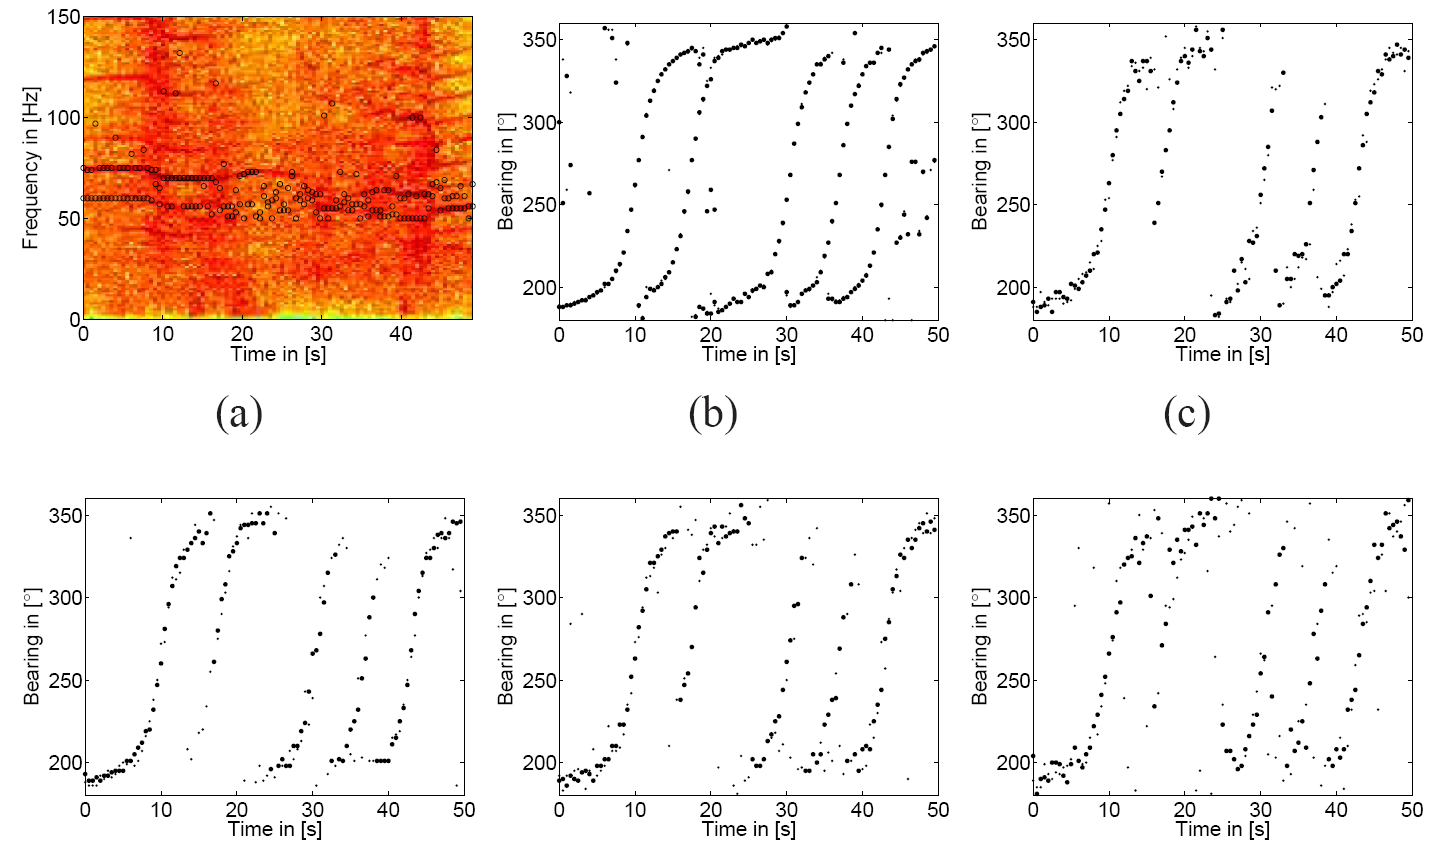 150
100
50
0
Frequency in [Hz]
0 10 20 30 40
Time in [s]
(a)
350
300
250
200
Bearing in [°]
0 10 20 30 40 50
Time in [s]
(b)
350
300
250
200
Bearing in [°]
0 10 20 30 40 50
Time in [s]
(c)
350
300
250
200
Bearing in [°]
0 10 20 30 40 50
Time in [s]
350
300
250
200
Bearing in [°]
0 10 20 30 40 50
Time in [s]
350
300
250
200
Bearing in [°]
0 10 20 30 40 50
Time in [s]